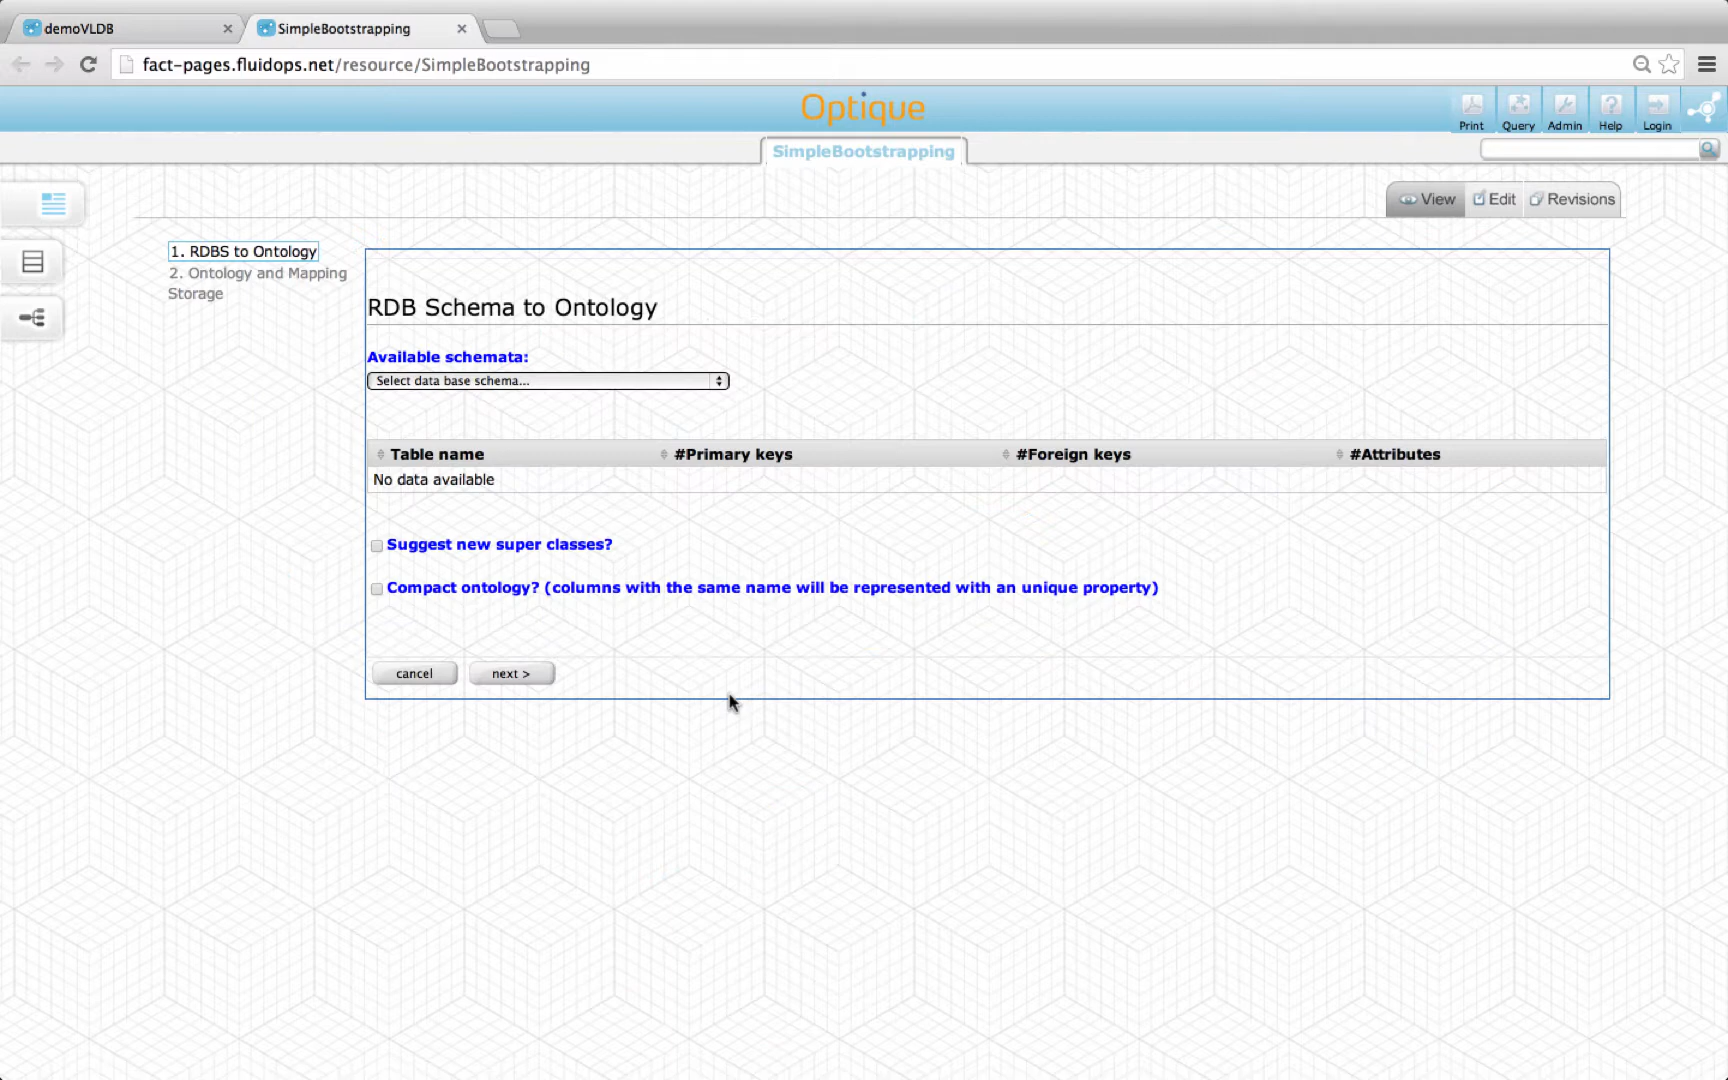 demoVLDB
SimpleBootstrapping
fact-pages.fluidops.net/resource/SimpleBootstrapping
Optique
Print Query Admin Help Login
SimpleBootstrapping
View Edit Revisions
1. RDBS to Ontology
2. Ontology and Mapping
Storage
RDB Schema to Ontology
Available schemata:
Select data base schema...
Table name #Primary keys #Foreign keys #Attributes
No data available
Suggest new super classes?
Compact ontology? (columns with the same name will be represented with an unique property)
cancel next >